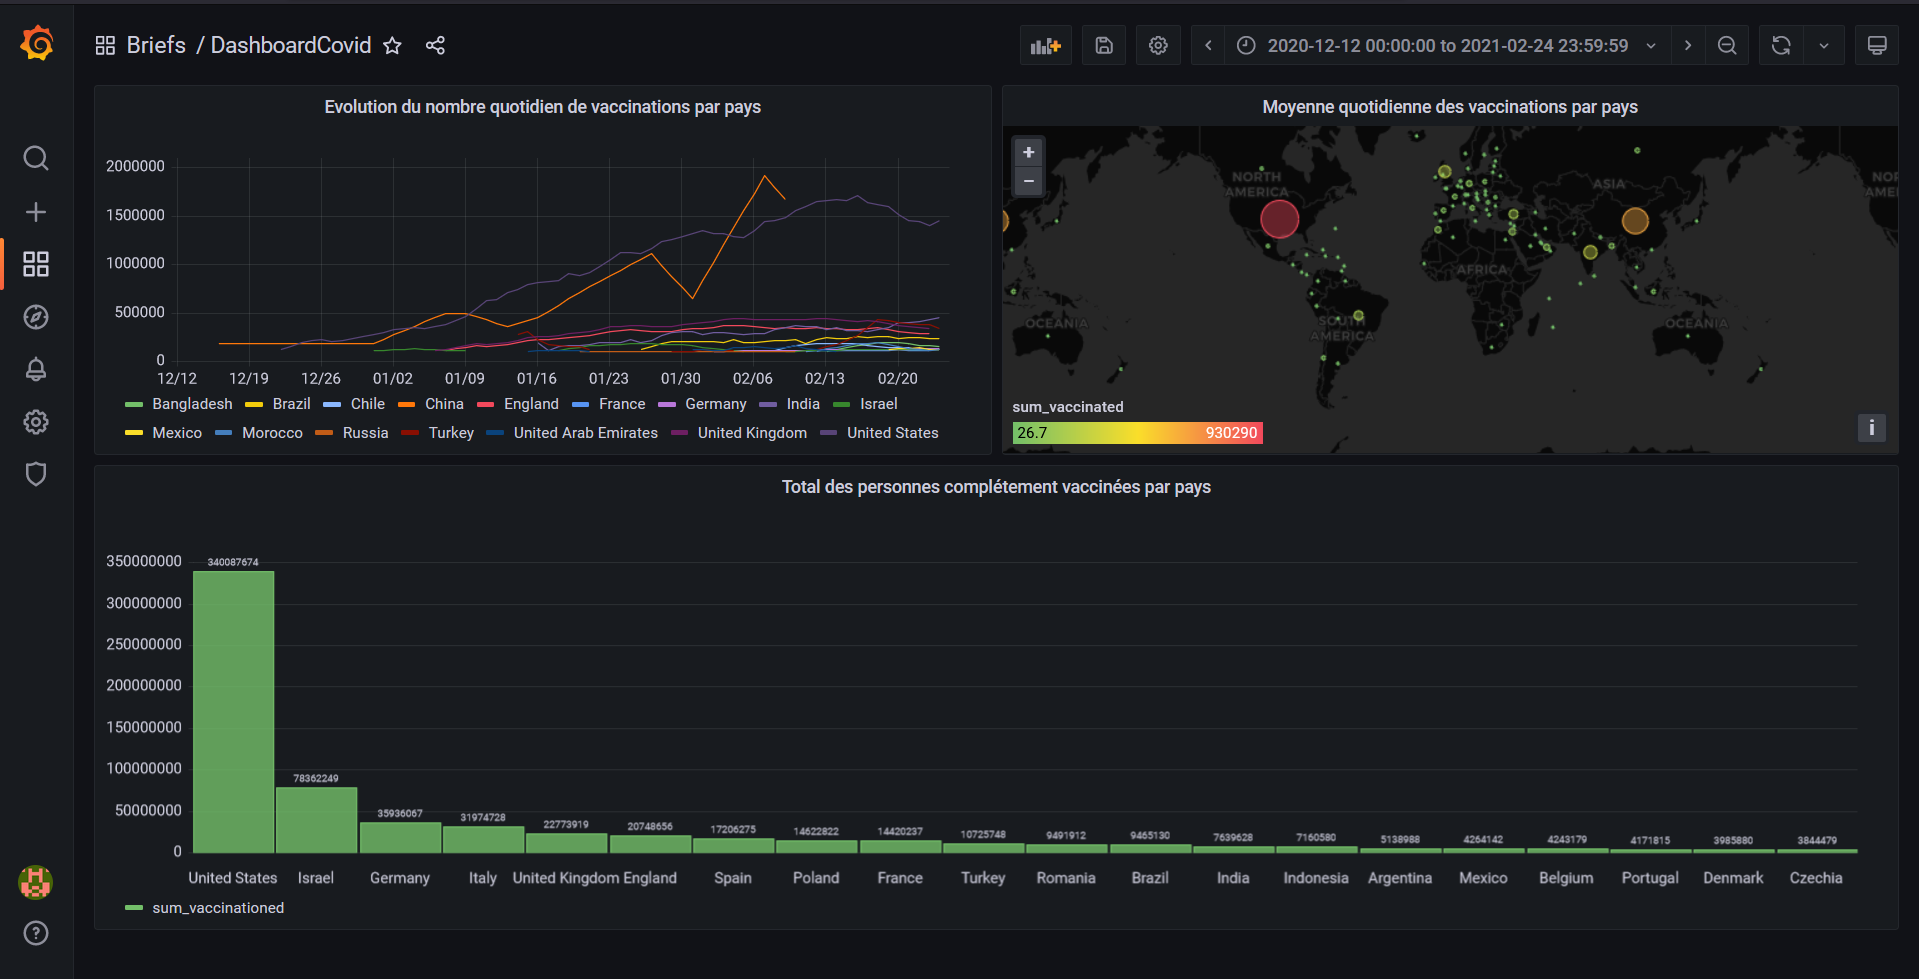 Briefs / DashboardCovid
2020-12-12 00:00:00 to 2021-02-24 23:59:59
Evolution du nombre quotidien de vaccinations par pays
2000000
1500000
1000000
500000
0
12/12 12/19 12/26 01/02 01/09 01/16 01/23 01/30 02/06 02/13 02/20
Bangladesh Brazil Chile China England France Germany India Israel
Mexico Morocco Russia Turkey United Arab Emirates United Kingdom United States
Moyenne quotidienne des vaccinations par pays
+
−
NORTH
AMERICA
ASIA
NOR
AME
AFRICA
OCEANIA
SOUTH
AMERICA
OCEANIA
sum_vaccinated
26.7 930290
i
Total des personnes complétement vaccinées par pays
350000000
300000000
250000000
200000000
150000000
100000000
50000000
0
340087674 78362249 35936067 31974728 22773919 20748656 17206275 14622822 14420237 10725748 9491912 9465130 7639628 7160580 5138988 4264142 4243179 4171815 3985880 3844479
United States Israel Germany Italy United Kingdom England Spain Poland France Turkey Romania Brazil India Indonesia Argentina Mexico Belgium Portugal Denmark Czechia
sum_vaccinationed